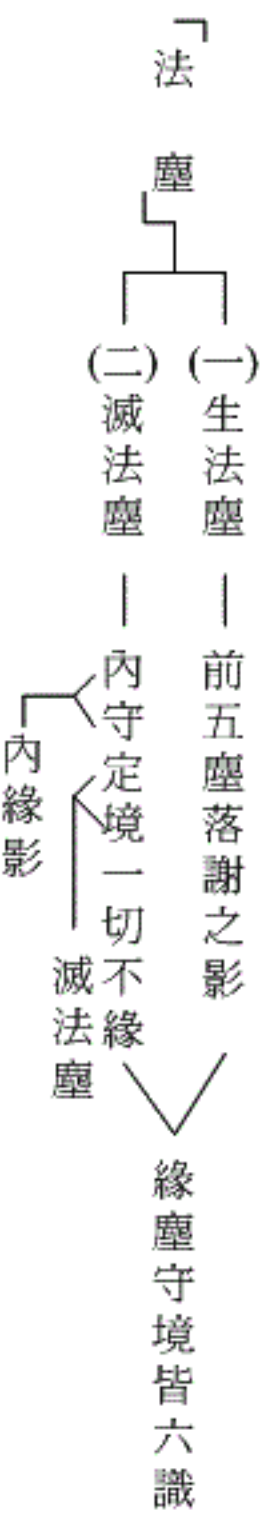 法塵
(一)生法塵
前五塵落謝之影
(二)滅法塵
內守定境一切不緣
內緣影
滅法塵
緣塵守境皆六識